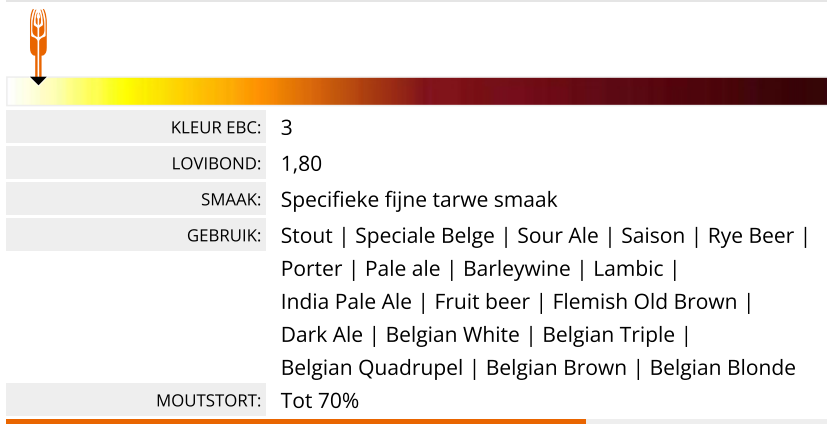 KLEUR EBC: 3
LOVIBOND: 1,80
SMAAK: Specifieke fijne tarwe smaak
GEBRUIK: Stout | Speciale Belge | Sour Ale | Saison | Rye Beer |
Porter | Pale ale | Barleywine | Lambic |
India Pale Ale | Fruit beer | Flemish Old Brown |
Dark Ale | Belgian White | Belgian Triple |
Belgian Quadrupel | Belgian Brown | Belgian Blonde
MOUTSTORT: Tot 70%